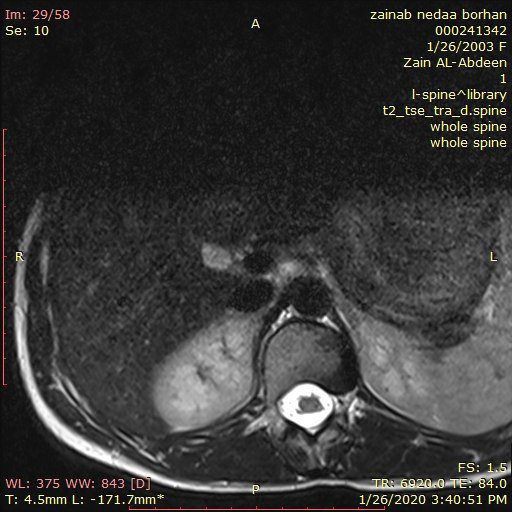 Im: 29/58
Se: 10
A
zainab nedaa borhan
000241342
1/26/2003 F
Zain AL-Abdeen
1
l-spine^library
t2_tse_tra_d.spine
whole spine
whole spine
R
L
WL: 375 WW: 843 [D]
T: 4.5mm L: -171.7mm*
P
FS: 1.5
TR: 6920.0 TE: 84.0
1/26/2020 3:40:51 PM